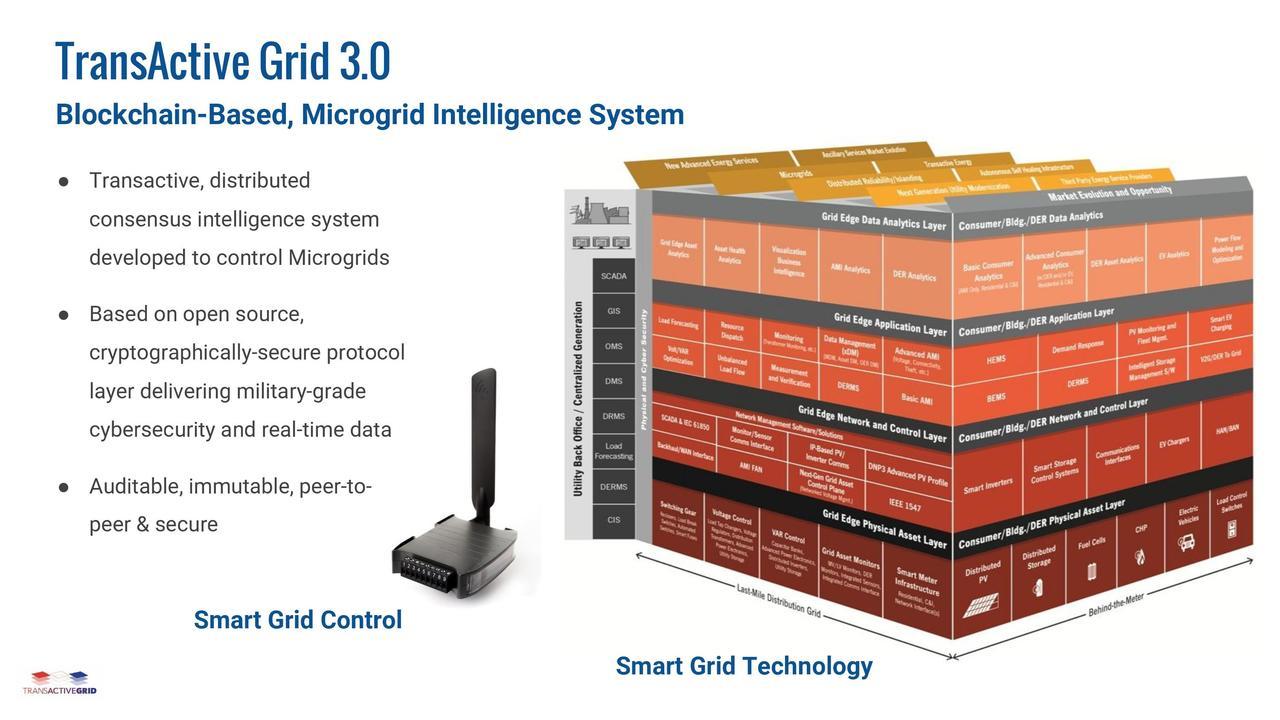 TransActive Grid 3.0
Blockchain-Based, Microgrid Intelligence System
● Transactive, distributed
consensus intelligence system
developed to control Microgrids
● Based on open source,
cryptographically-secure protocol
layer delivering military-grade
cybersecurity and real-time data
● Auditable, immutable, peer-to-
peer & secure
Smart Grid Control
TRANSACTIVEGRID
New Advanced Energy Services
Ancillary Services Market Evolution
Microgrids
Transactive Energy
Distributed Reliability/Islanding
Autonomous Self Healing Infrastructure
Next Generation Utility Modernization
Third Party Energy Service Providers
Market Evolution and Opportunity
Utility Back Office / Centralized Generation
SCADA
GIS
OMS
DMS
DRMS
Load
Forecasting
DERMS
CIS
Physical and Cyber Security
Grid Edge Data Analytics Layer
Grid Edge Asset
Analytics
Asset Health
Analytics
Visualization
Business
Intelligence
AMI Analytics
DER Analytics
Grid Edge Application Layer
Load Forecasting
Resource
Dispatch
Monitoring
(Transformer Monitoring, etc.)
Data Management
(xDM)
(MDM, Asset DM, GER DM)
Advanced AMI
(Voltage, Connectivity,
Theft, etc.)
Volt/VAR
Optimization
Unbalanced
Load Flow
Measurement
and Verification
DERMS
Basic AMI
Grid Edge Network and Control Layer
Network Management Software/Solutions
SCADA & IEC 61850
Monitor/Sensor
Comms Interface
IP-Based PV/
Inverter Comms
DNP3 Advanced PV Profile
Backhaul/WAN Interface
AMI FAN
Next-Gen Grid Asset
Control Plane
(Networked Voltage Mgmt.)
IEEE 1547
Grid Edge Physical Asset Layer
Switching Gear
Reclosers, Load Break
Switches, Automated
Switches, Smart Fuses
Voltage Control
Load Tap Changers, Voltage
Regulators, Distribution
Transformers, Advanced
Power Electronics,
Utility Storage
VAR Control
Capacitor Banks,
Advanced Power Electronics,
Distributed Inverters,
Utility Storage
Grid Asset Monitors
MV/LV Monitors, DER
Monitors, Integrated Sensors,
Integrated Comms Interface
Smart Meter
Infrastructure
Residential, C&I,
Network Interface(s)
Consumer/Bldg./DER Data Analytics
Basic Consumer
Analytics
(AMI Only, Residential & C&I)
Advanced Consumer
Analytics
Residential & C&I
DER Asset Analytics
EV Analytics
Power Flow
Modeling and
Optimization
Consumer/Bldg./DER Application Layer
HEMS
Demand Response
PV Monitoring and
Fleet Mgmt.
Smart EV
Charging
BEMS
DERMS
Intelligent Storage
Management S/W
V2G/DER To Grid
Consumer/Bldg./DER Network and Control Layer
Smart Inverters
Smart Storage
Control Systems
Communications
Interfaces
EV Chargers
HAN/BAN
Consumer/Bldg./DER Physical Asset Layer
Distributed
PV
Distributed
Storage
Fuel Cells
CHP
Electric
Vehicles
Load Control
Switches
Last-Mile Distribution Grid
Behind-the-Meter
Smart Grid Technology